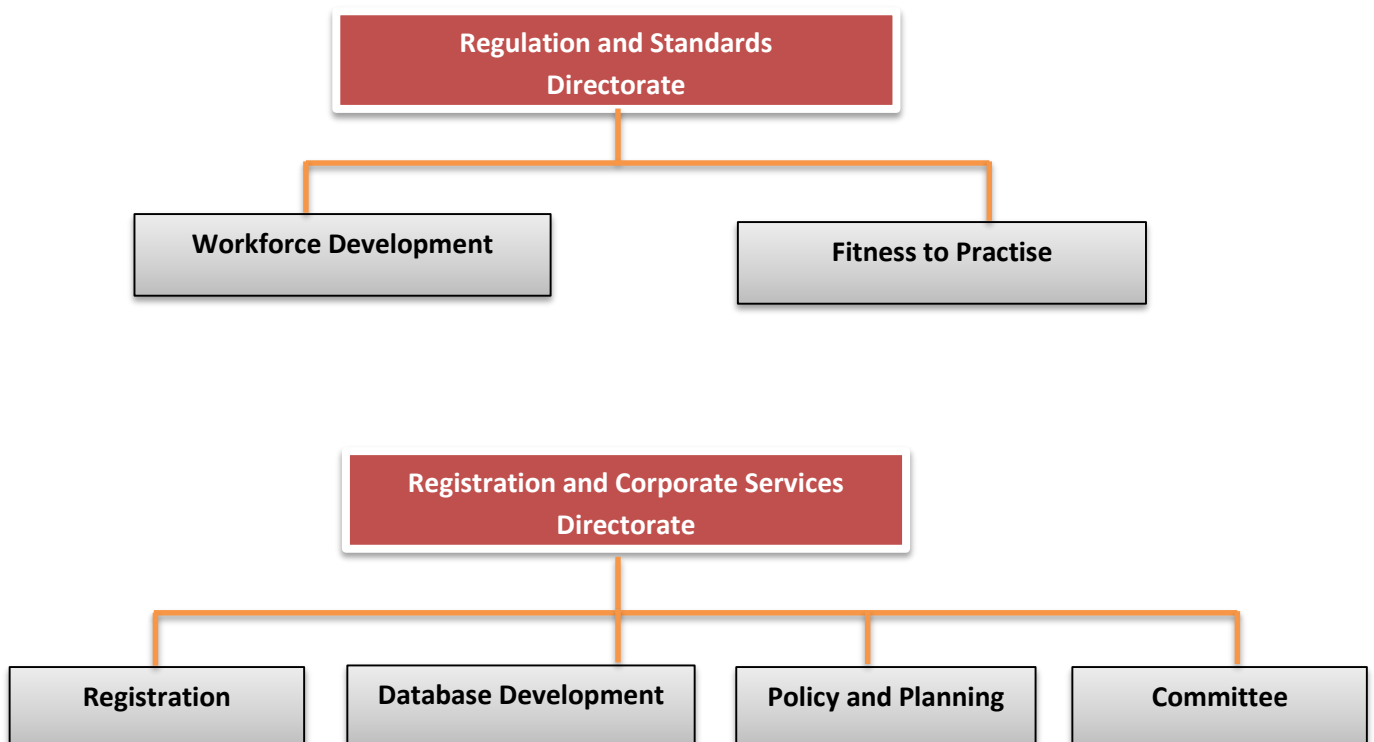 Regulation and Standards
Directorate
Workforce Development
Fitness to Practise
Registration and Corporate Services
Directorate
Registration
Database Development
Policy and Planning
Committee